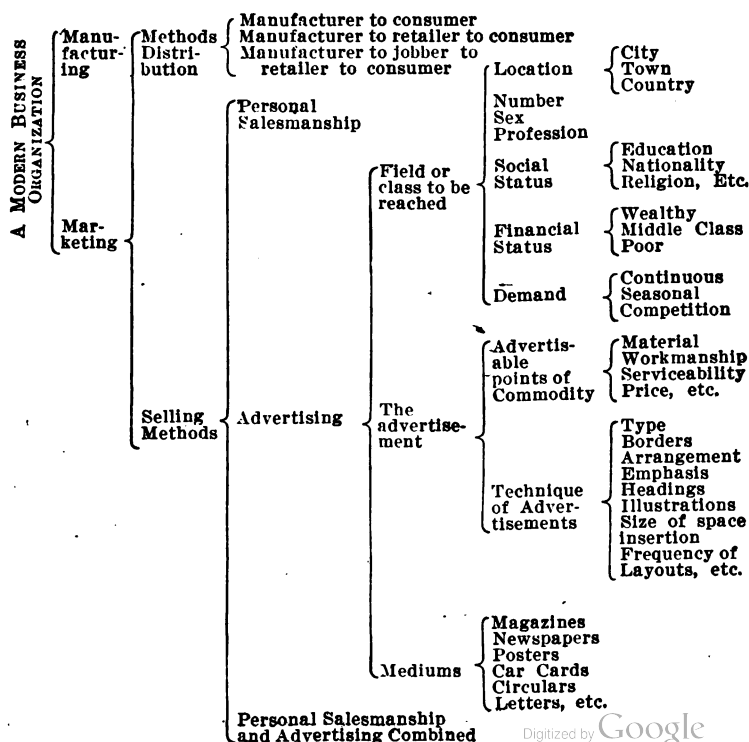 A MODERN BUSINESS
ORGANIZATION
Manu-
factur-
ing
Mar-
keting
Methods
Distri-
bution
Manufacturer to consumer
Manufacturer to retailer to consumer
Manufacturer to jobber to
retailer to consumer
Selling
Methods
Personal
Salesmanship
Advertising
Personal Salesmanship
and Advertising Combined
Field or
class to be
reached
Location
City
Town
Country
Number
Sex
Profession
Social
Status
Education
Nationality
Religion, Etc.
Financial
Status
Wealthy
Middle Class
Poor
Demand
Continuous
Seasonal
Competition
The
advertise-
ment
Advertis-
able
points of
Commodity
Material
Workmanship
Serviceability
Price, etc.
Technique
of Adver-
tisements
Type
Borders
Arrangement
Emphasis
Headings
Illustrations
Size of space
insertion
Frequency of
Layouts, etc.
Mediums
Magazines
Newspapers
Posters
Car Cards
Circulars
Letters, etc.
Digitized by Google